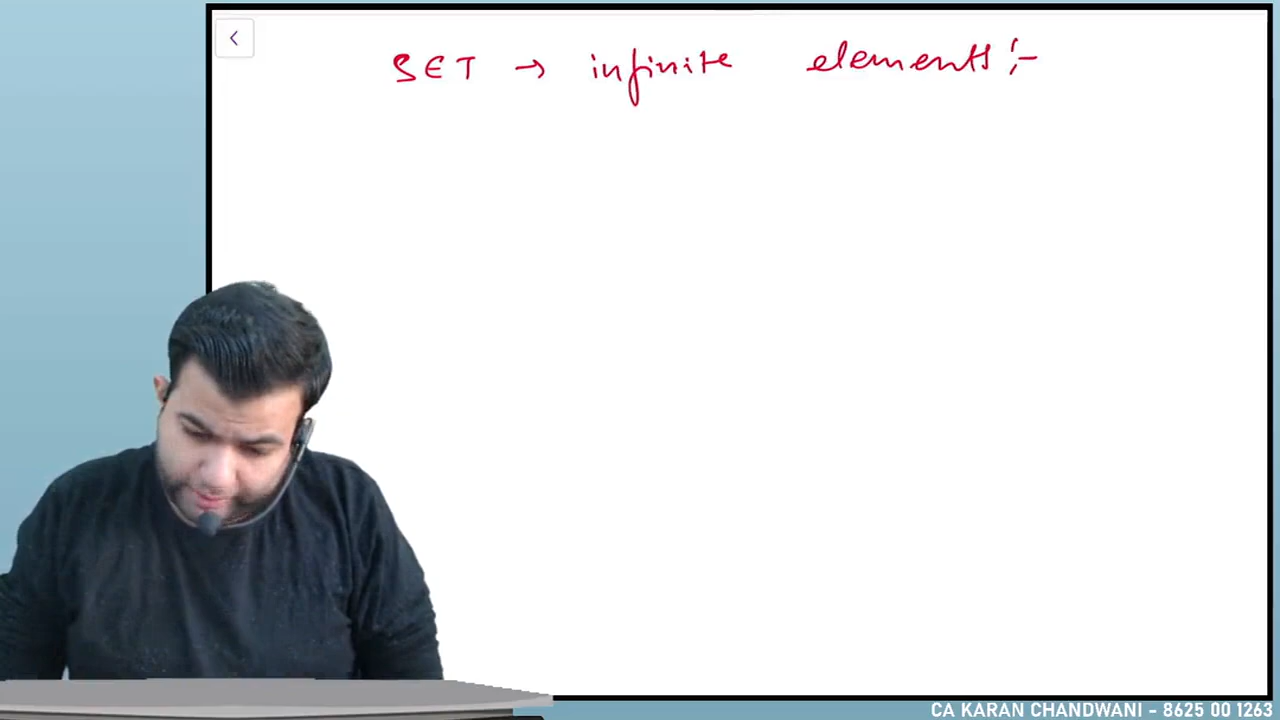 SET → infinite elements :-
CA KARAN CHANDWANI - 8625 00 1263